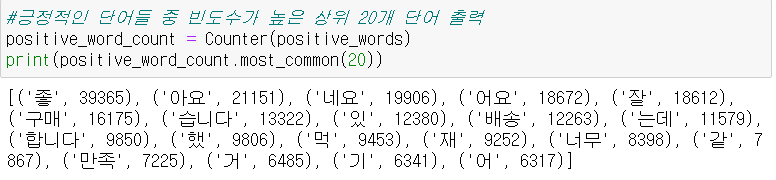 #긍정적인 단어들 중 빈도수가 높은 상위 20개 단어 출력
positive_word_count = Counter(positive_words)
print(positive_word_count.most_common(20))
[('좋', 39365), ('아요', 21151), ('네요', 19906), ('어요', 18672), ('잘', 18612),
('구매', 16175), ('습니다', 13322), ('있', 12380), ('배송', 12263), ('는데', 11579),
('합니다', 9850), ('했', 9806), ('먹', 9453), ('재', 9252), ('너무', 8398), ('같', 7
867), ('만족', 7225), ('거', 6485), ('기', 6341), ('어', 6317)]